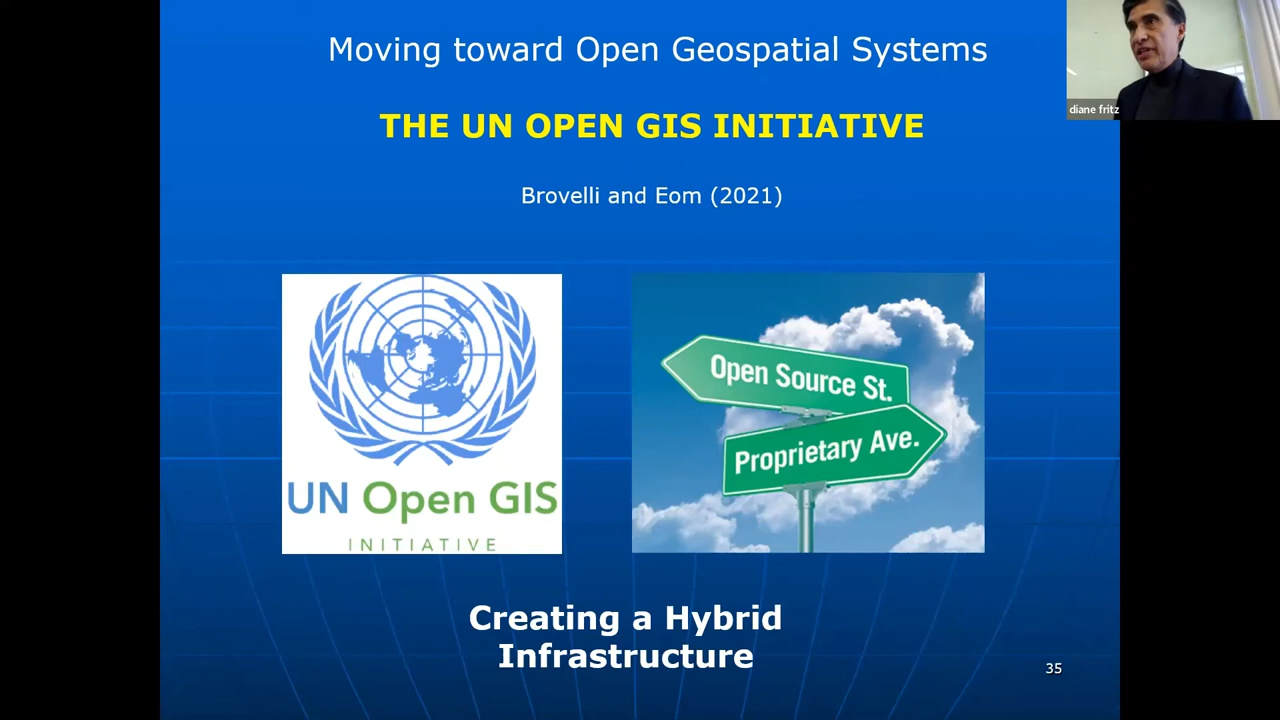 Moving toward Open Geospatial Systems
diane fritz
THE UN OPEN GIS INITIATIVE
Brovelli and Eom (2021)
Open Source St.
Proprietary Ave.
UN Open GIS
INITIATIVE
Creating a Hybrid
Infrastructure
35